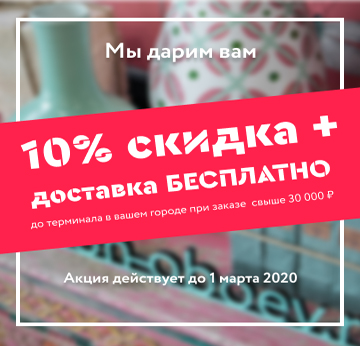 Мы дарим вам
10% скидка +
доставка БЕСПЛАТНО
до терминала в вашем городе при заказе свыше 30 000 ₽
Акция действует до 1 марта 2020